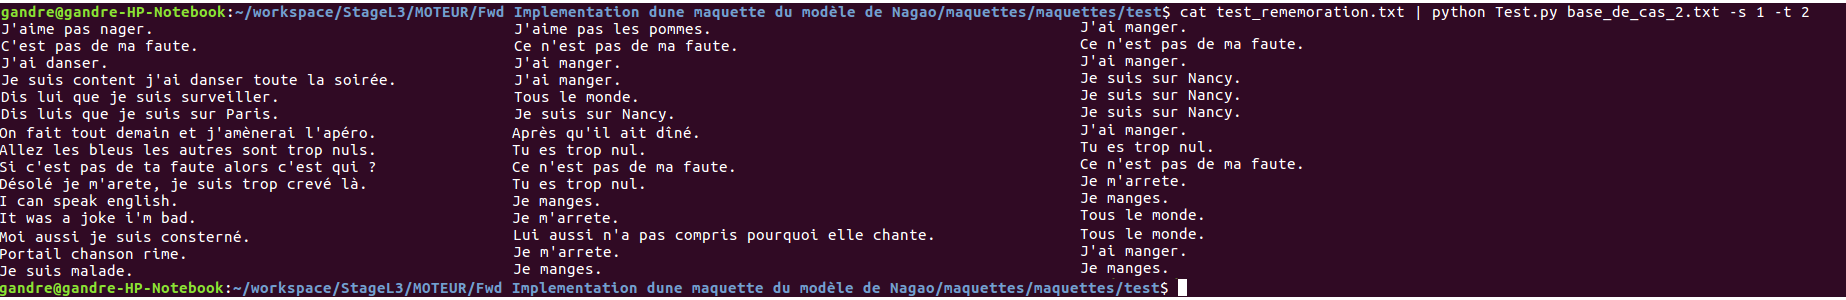 gandre@gandre-HP-Notebook:~/workspace/StageL3/MOTEUR/Fwd Implementation dune maquette du modèle de Nagao/maquettes/maquettes/test$ cat test_rememoration.txt | python Test.py base_de_cas_2.txt -s 1 -t 2
J'aime pas nager. J'aime pas les pommes. J'ai manger.
C'est pas de ma faute. Ce n'est pas de ma faute. Ce n'est pas de ma faute.
J'ai danser. J'ai manger. J'ai manger.
Je suis content j'ai danser toute la soirée. J'ai manger. Je suis sur Nancy.
Dis lui que je suis surveiller. Tous le monde. Je suis sur Nancy.
Dis luis que je suis sur Paris. Je suis sur Nancy. Je suis sur Nancy.
On fait tout demain et j'amènerai l'apéro. Après qu'il ait dîné. J'ai manger.
Allez les bleus les autres sont trop nuls. Tu es trop nul. Tu es trop nul.
Si c'est pas de ta faute alors c'est qui ? Ce n'est pas de ma faute. Ce n'est pas de ma faute.
Désolé je m'arete, je suis trop crevé là. Tu es trop nul. Je m'arrete.
I can speak english. Je manges. Je manges.
It was a joke i'm bad. Je m'arrete. Tous le monde.
Moi aussi je suis consterné. Lui aussi n'a pas compris pourquoi elle chante. Tous le monde.
Portail chanson rime. Je m'arrete. J'ai manger.
Je suis malade. Je manges. Je manges.
gandre@gandre-HP-Notebook:~/workspace/StageL3/MOTEUR/Fwd Implementation dune maquette du modèle de Nagao/maquettes/maquettes/test$